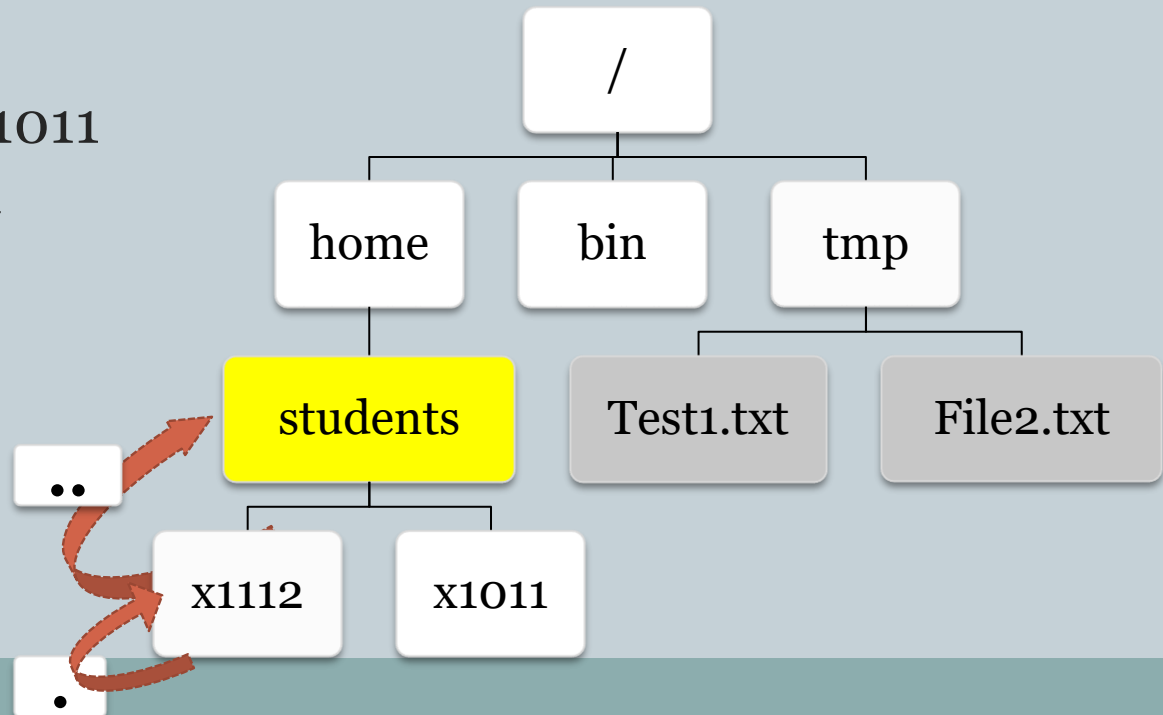 /
1011
home
bin
tmp
students
Test1.txt
File2.txt
..
x1112
x1011
.